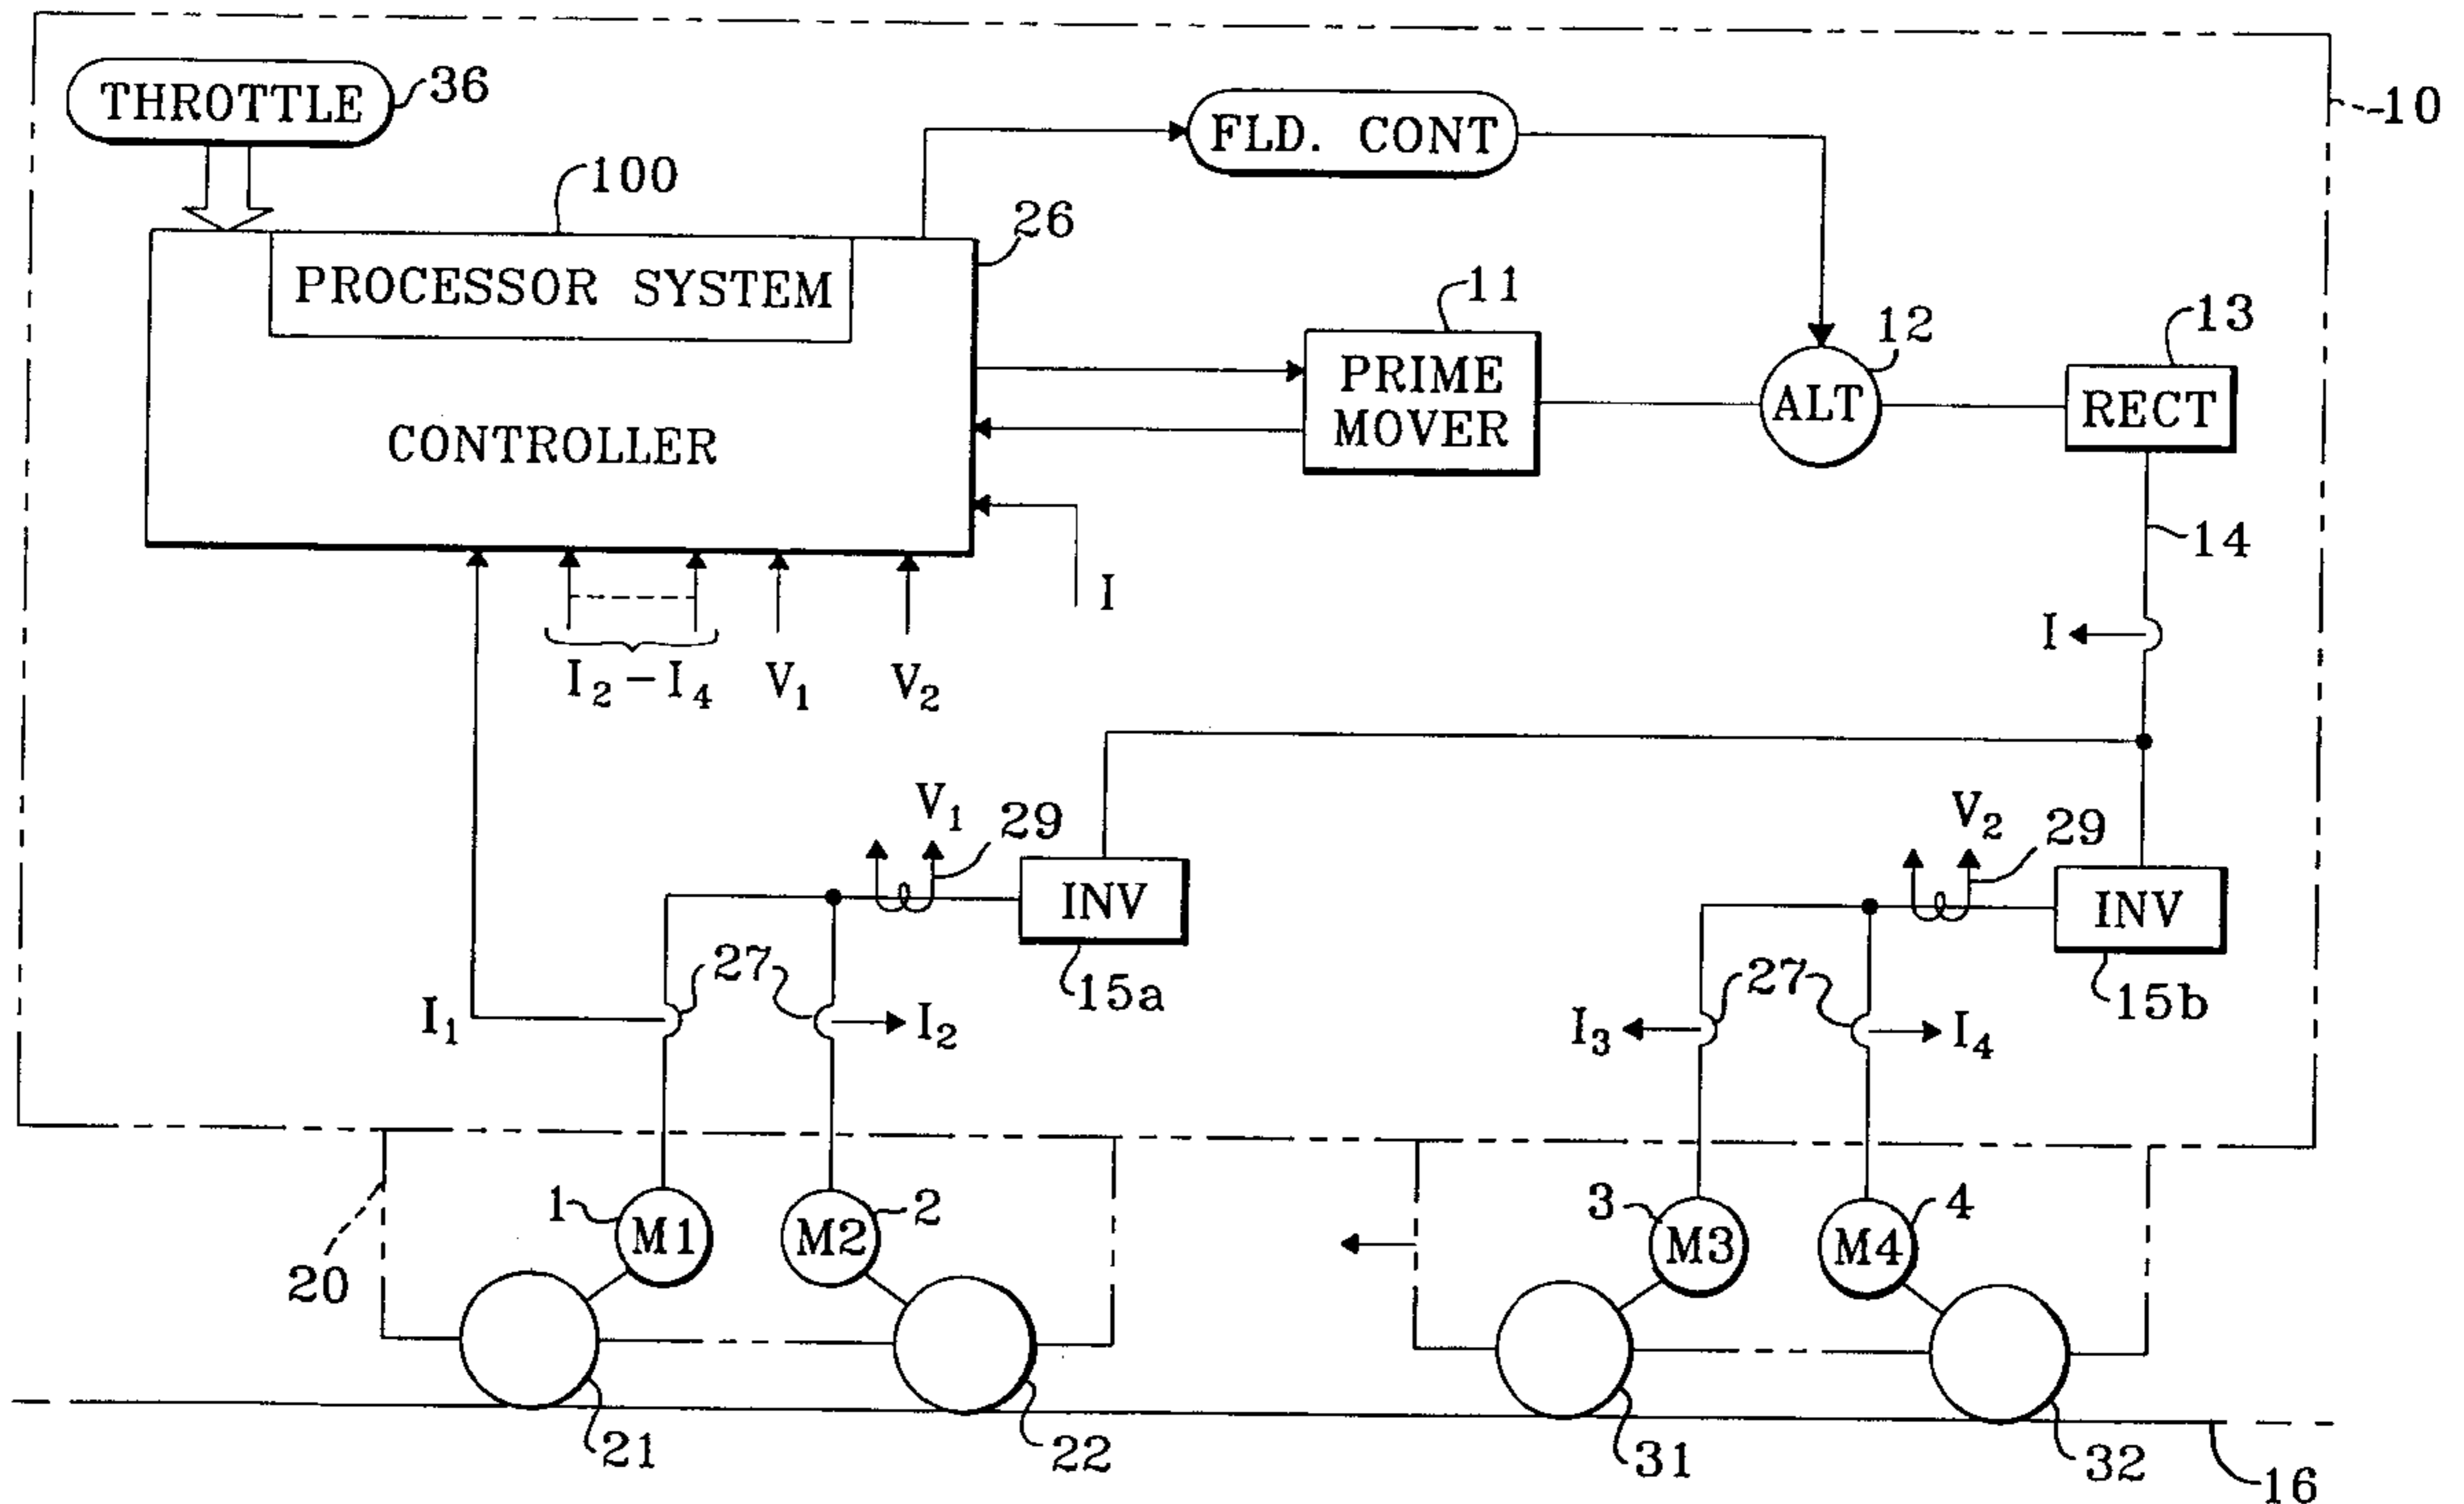 THROTTLE
36
FLD. CONT
10
100
26
PROCESSOR SYSTEM
CONTROLLER
11
PRIME
MOVER
12
ALT
13
RECT
14
I
I
I₂ – I₄
V₁
V₂
V₁
29
INV
15a
V₂
29
INV
15b
27
I₁
I₂
27
I₃
I₄
1
M1
M2
2
3
M3
M4
4
20
21
22
31
32
16